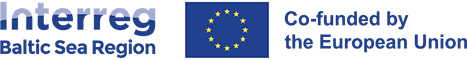 Interreg
Baltic Sea Region
Co-funded by
the European Union